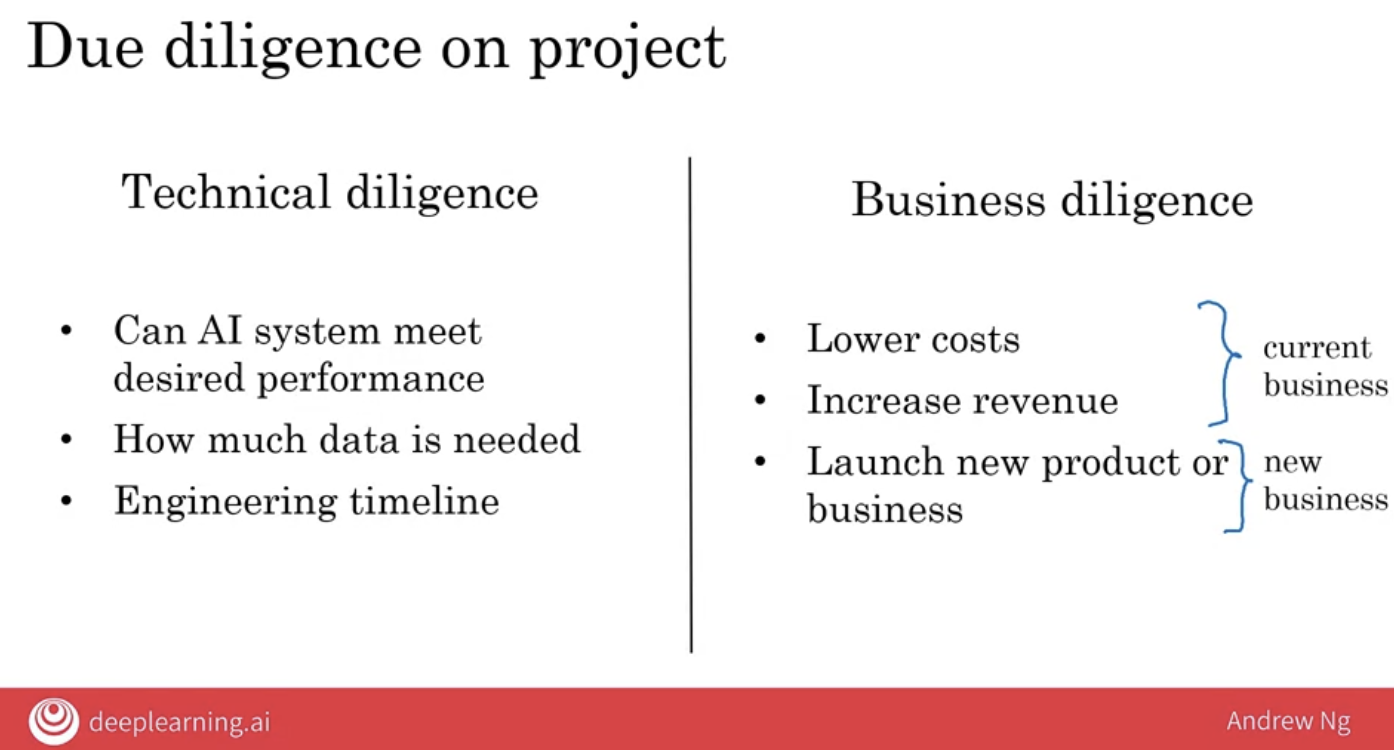 Due diligence on project
Technical diligence
• Can AI system meet
desired performance
• How much data is needed
• Engineering timeline
Business diligence
• Lower costs
• Increase revenue
• Launch new product or
business
current
business
new
business
deeplearning.ai
Andrew Ng